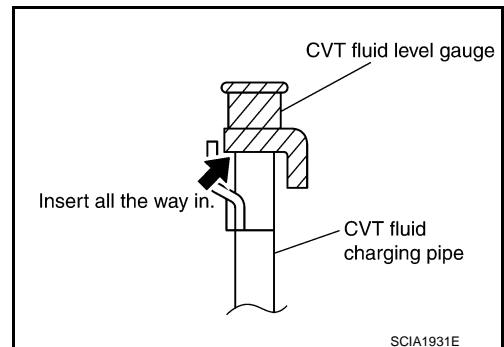 CVT fluid level gauge
Insert all the way in.
CVT fluid
charging pipe
SCIA1931E